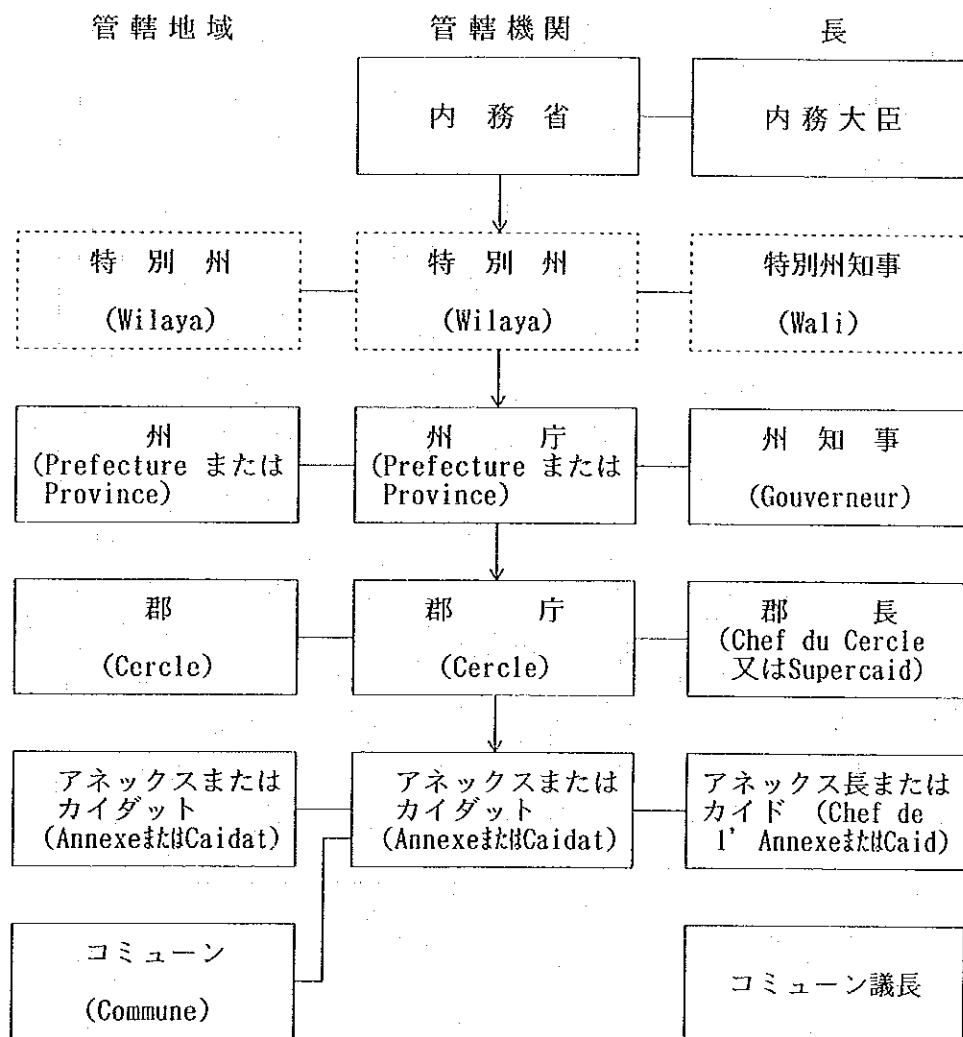 管轄地域 管轄機関 長
内務省 内務大臣
特別州 特別州 特別州知事
(Wilaya) (Wilaya) (Wali)
州 州庁 州知事
(Prefecture または (Prefecture または
Province) Province) (Gouverneur)
郡 郡庁 郡長
(Chef du Cercle
(Cercle) (Cercle) 又はSupercaid)
アネックスまたは アネックスまたは アネックス長または
カイダット カイダット カイド (Chef de
(AnnexeまたはCaidat) (AnnexeまたはCaidat) l' AnnexeまたはCaid)
コミューン
(Commune) コミューン議長